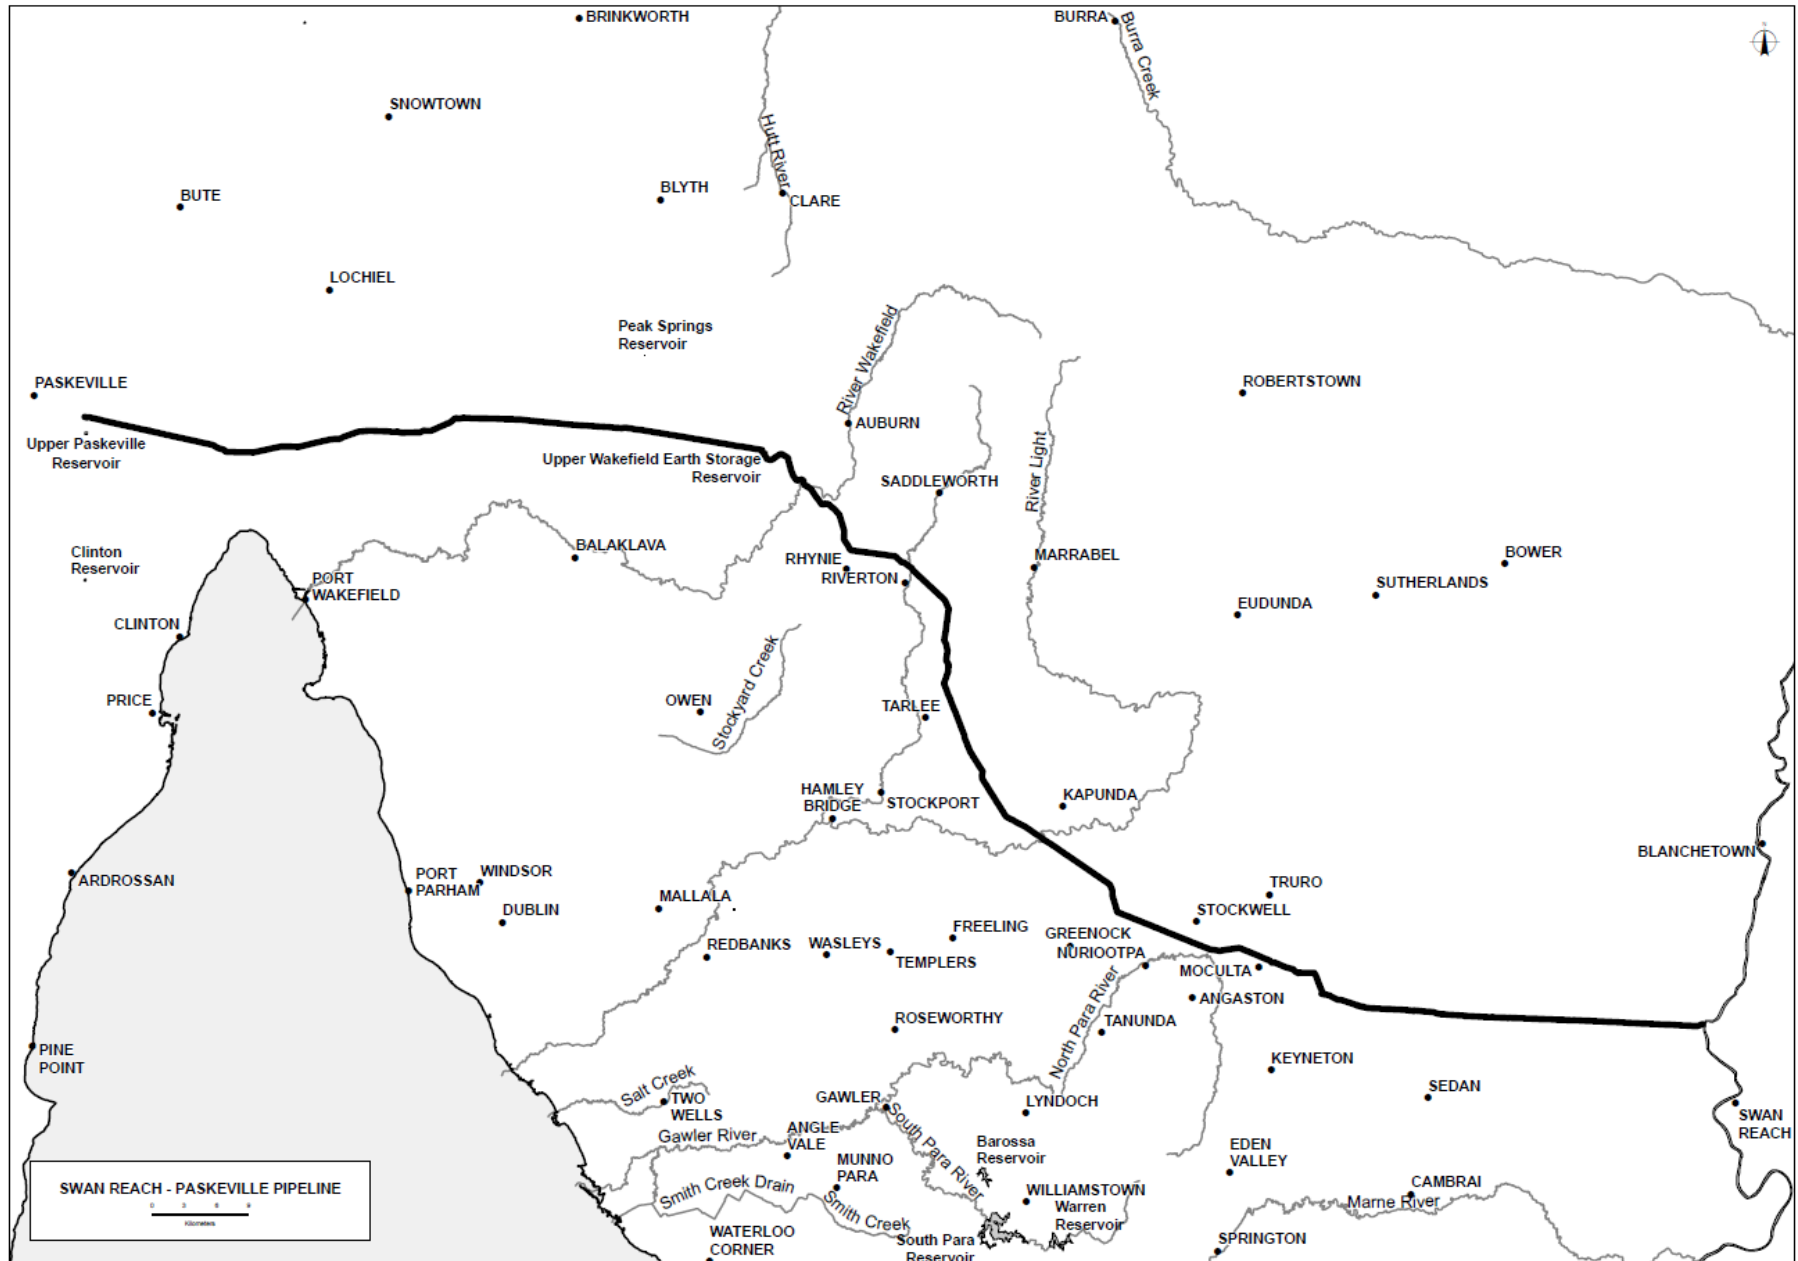 BRINKWORTH
BURRA
N
Burra Creek
SNOWTOWN
Hutt River
BUTE
BLYTH
CLARE
LOCHIEL
Peak Springs
Reservoir
River Wakefield
PASKEVILLE
ROBERTSTOWN
AUBURN
Upper Paskeville
Reservoir
Upper Wakefield Earth Storage
Reservoir
SADDLEWORTH
River Light
Clinton
Reservoir
BALAKLAVA
RHYNIE
RIVERTON
MARRABEL
BOWER
SUTHERLANDS
PORT
WAKEFIELD
EUDUNDA
CLINTON
PRICE
OWEN
Stockyard Creek
TARLEE
HAMLEY
BRIDGE
STOCKPORT
KAPUNDA
BLANCHETOWN
ARDROSSAN
PORT
PARHAM
WINDSOR
DUBLIN
MALLALA
TRURO
STOCKWELL
REDBANKS
WASLEYS
FREELING
TEMPLERS
GREENOCK
NURIOOTPA
MOCULTA
ANGASTON
North Para River
ROSEWORTHY
TANUNDA
PINE
POINT
KEYNETON
Salt Creek
TWO
WELLS
GAWLER
LYNDOCH
SEDAN
SWAN
REACH
Gawler River
ANGLE
VALE
South Para River
Barossa
Reservoir
EDEN
VALLEY
MUNNO
PARA
Smith Creek Drain
Smith Creek
WILLIAMSTOWN
Warren
Reservoir
CAMBRAI
Marne River
WATERLOO
CORNER
South Para
Reservoir
SPRINGTON
SWAN REACH - PASKEVILLE PIPELINE
0 3 6 9
Kilometers